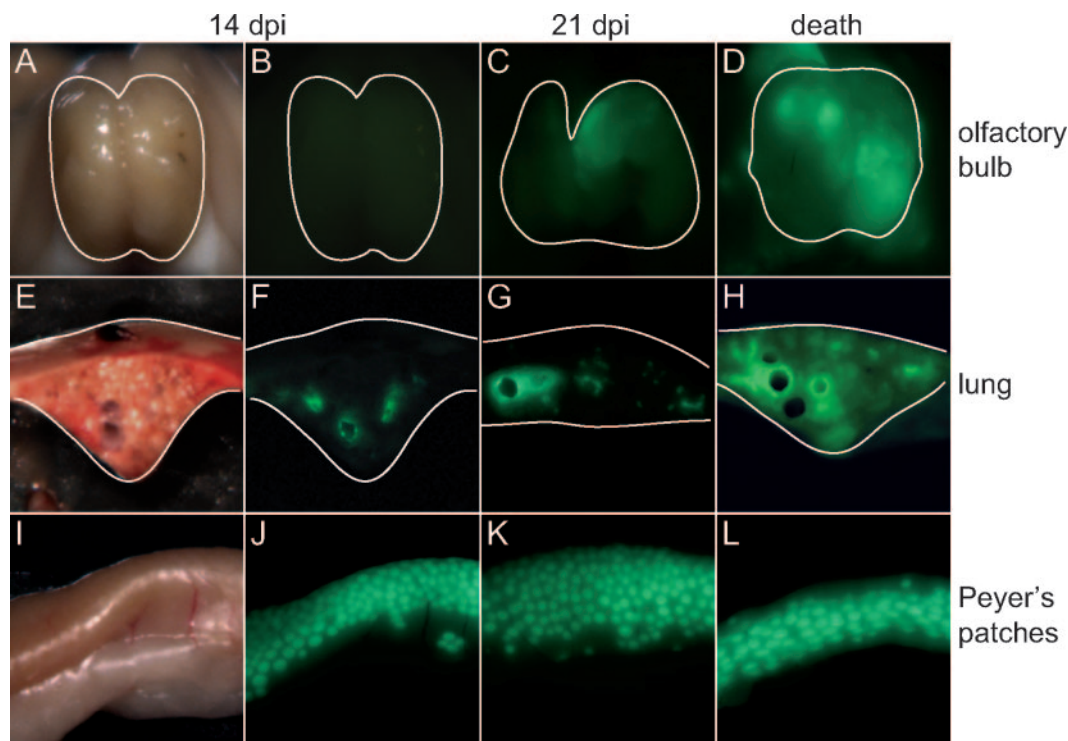 14 dpi 21 dpi death
A B C D
olfactory
bulb
E F G H
lung
I J K L
Peyer's
patches